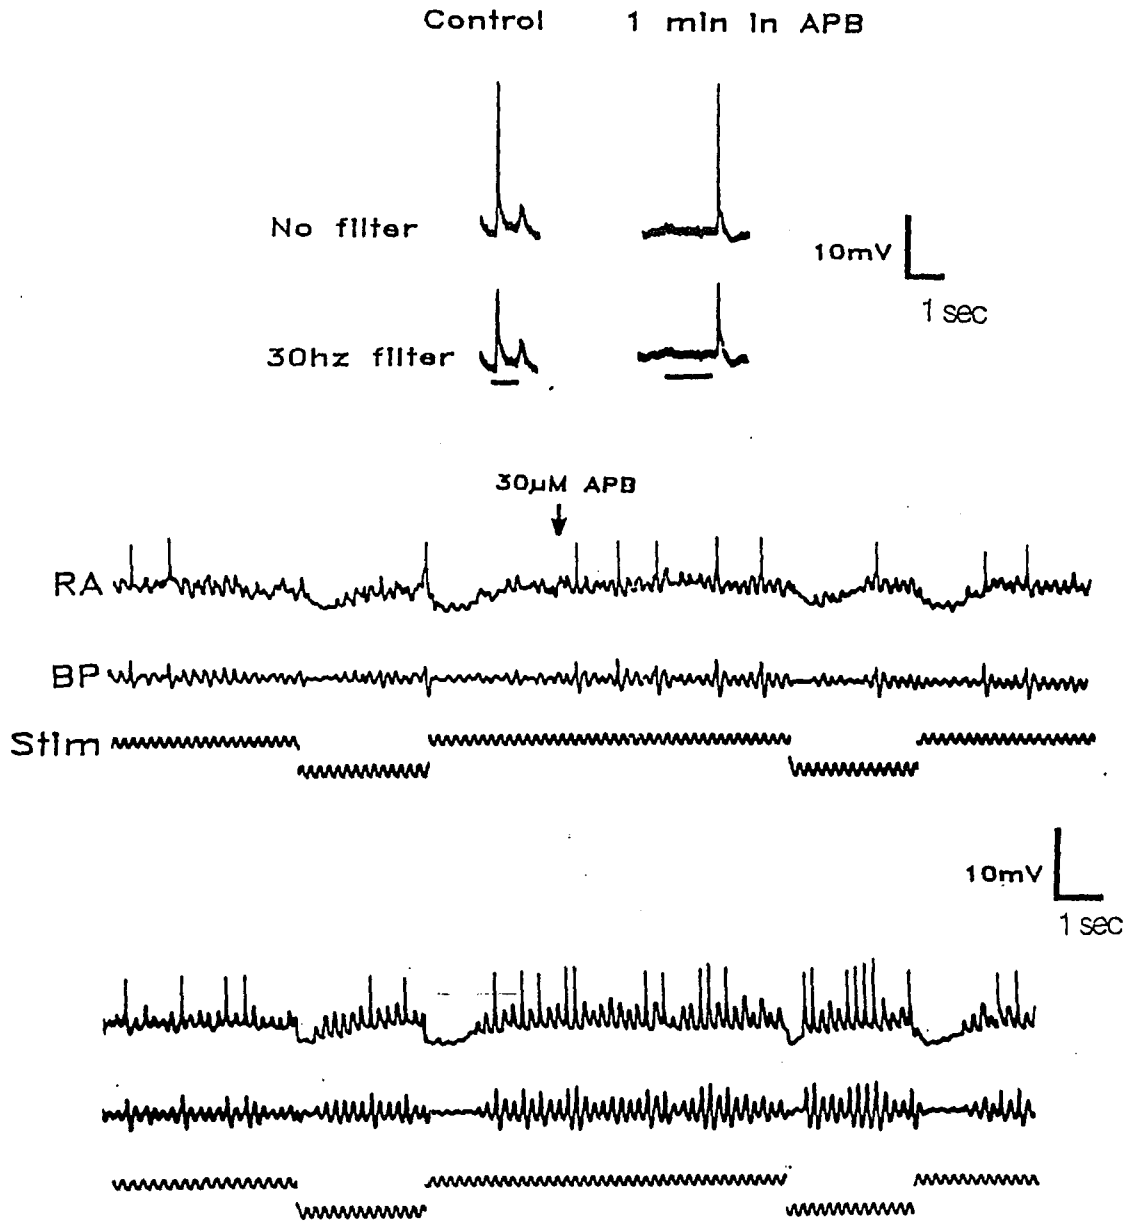 Control 1 min in APB
No filter
10mV
1 sec
30hz filter
30µM APB
RA
BP
Stim
10mV
1 sec